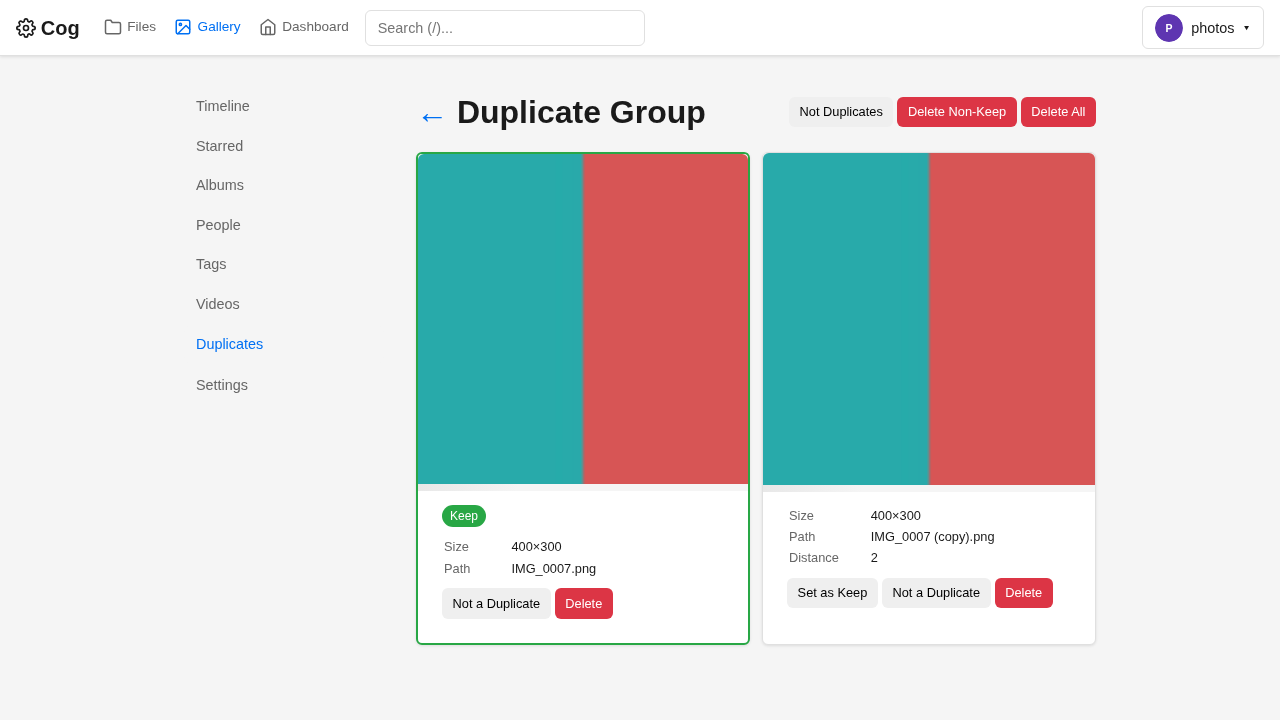 Cog
Files
Gallery
Dashboard
Search (/)...
P
photos
Timeline
Starred
Albums
People
Tags
Videos
Duplicates
Settings
← Duplicate Group
Not Duplicates
Delete Non-Keep
Delete All
Keep
Size 400×300
Path IMG_0007.png
Not a Duplicate
Delete
Size 400×300
Path IMG_0007 (copy).png
Distance 2
Set as Keep
Not a Duplicate
Delete